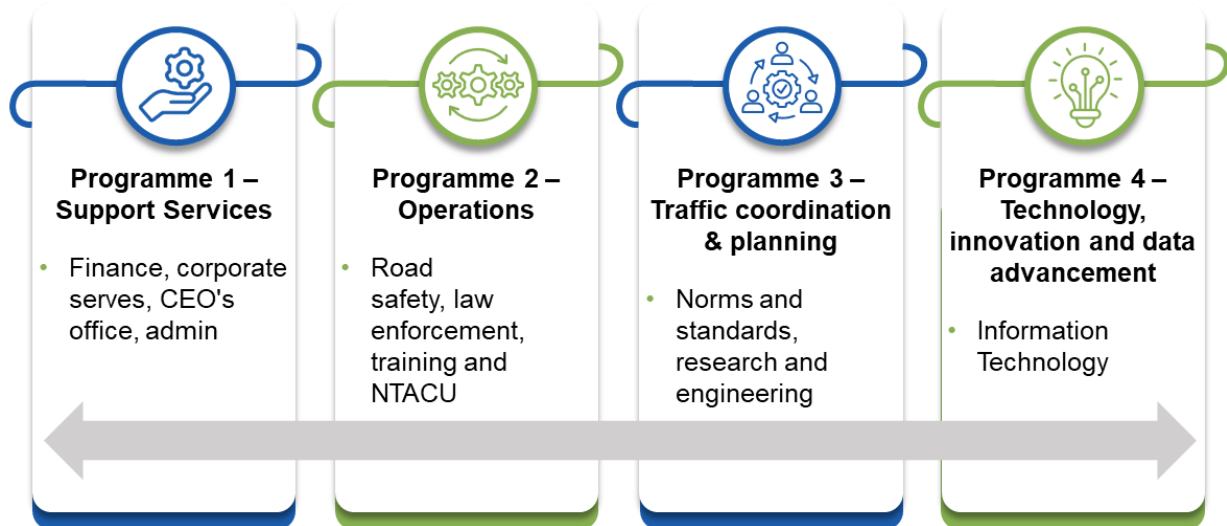 Programme 1 –
Support Services
• Finance, corporate
serves, CEO's
office, admin
Programme 2 –
Operations
• Road
safety, law
enforcement,
training and
NTACU
Programme 3 –
Traffic coordination
& planning
• Norms and
standards,
research and
engineering
Programme 4 –
Technology,
innovation and data
advancement
• Information
Technology